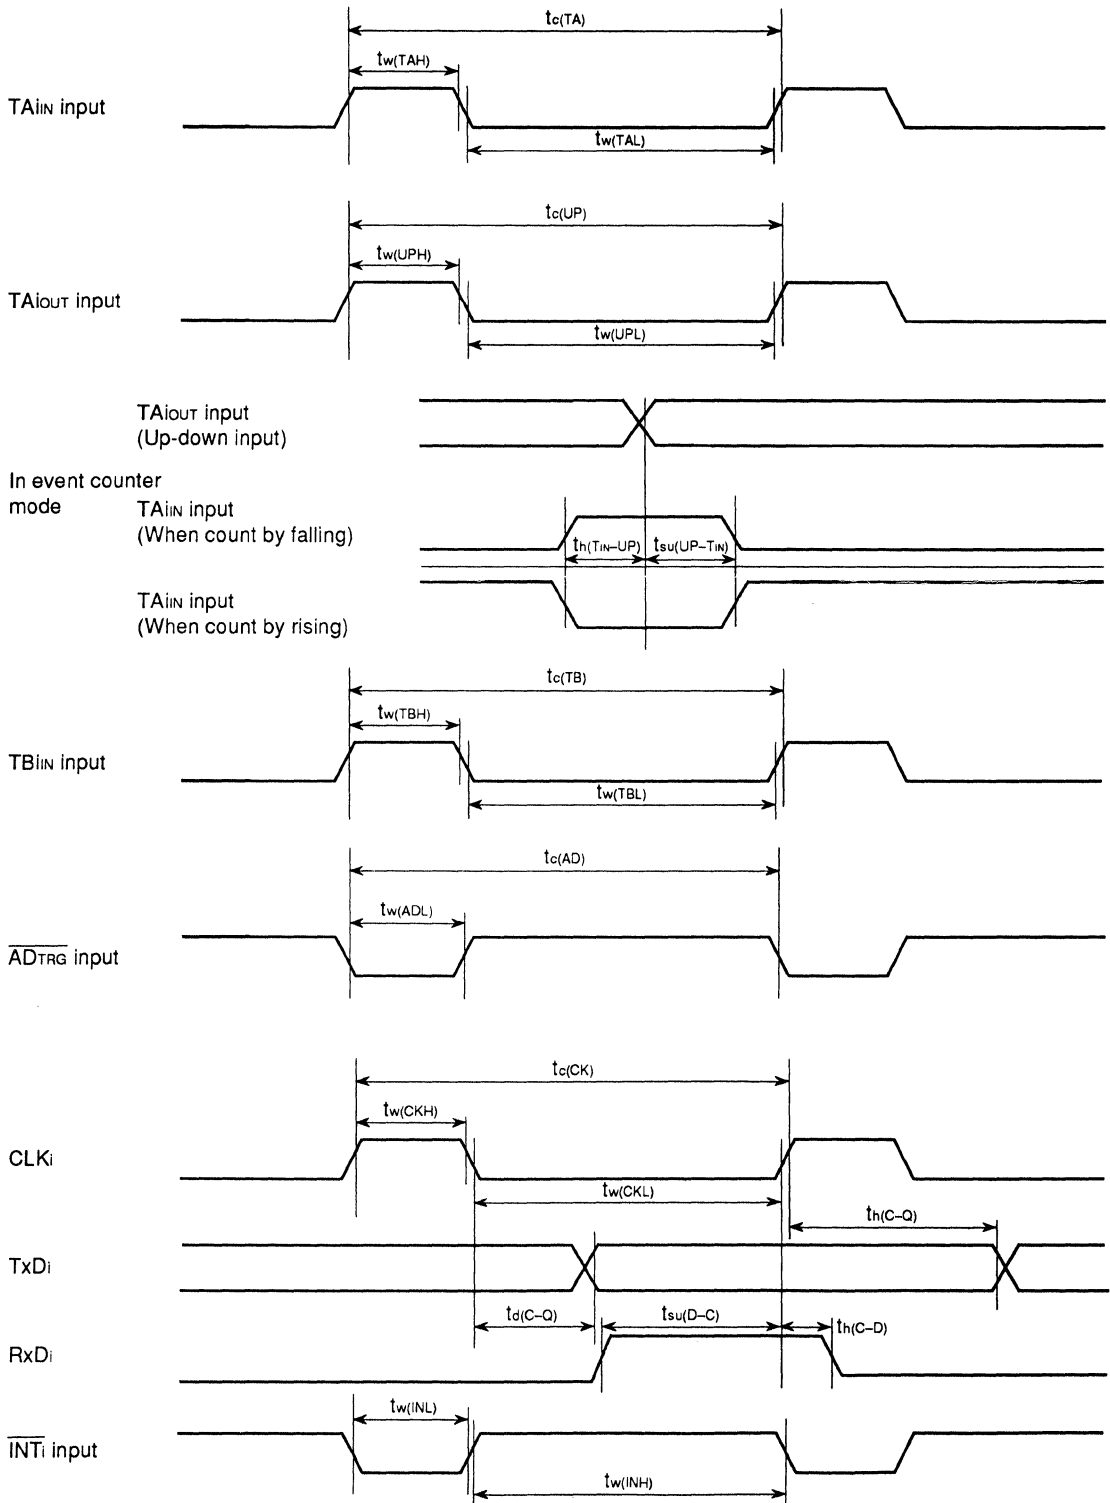 tc(TA)
tw(TAH)
TAiIN input
tw(TAL)
tc(UP)
tw(UPH)
TAiOUT input
tw(UPL)
TAiOUT input
(Up-down input)
In event counter
mode
TAiIN input
(When count by falling)
th(TIN–UP)
tsu(UP–TIN)
TAiIN input
(When count by rising)
tc(TB)
tw(TBH)
TBiIN input
tw(TBL)
tc(AD)
tw(ADL)
ADTRG input
tc(CK)
tw(CKH)
CLKi
tw(CKL)
th(C–Q)
TxDi
td(C–Q)
tsu(D–C)
th(C–D)
RxDi
tw(INL)
INTi input
tw(INH)